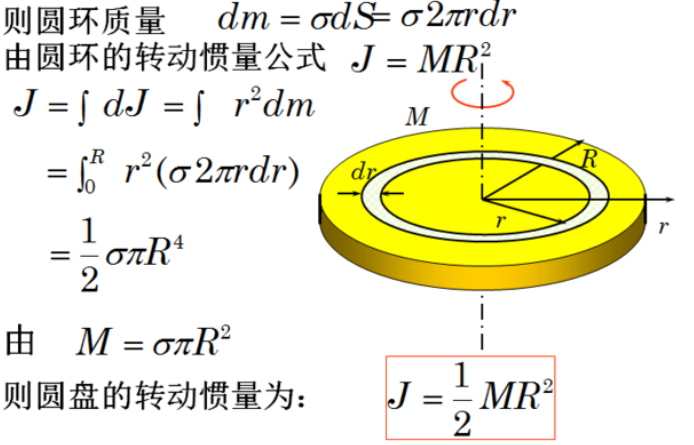 则圆环质量 dm = σdS = σ2πrdr
由圆环的转动惯量公式 J = MR²
J = ∫ dJ = ∫ r²dm
= ∫₀ᴿ r²(σ2πrdr)
= 1/2 σπR⁴
由 M = σπR²
则圆盘的转动惯量为： J = 1/2 MR²
M
R
dr
r
r